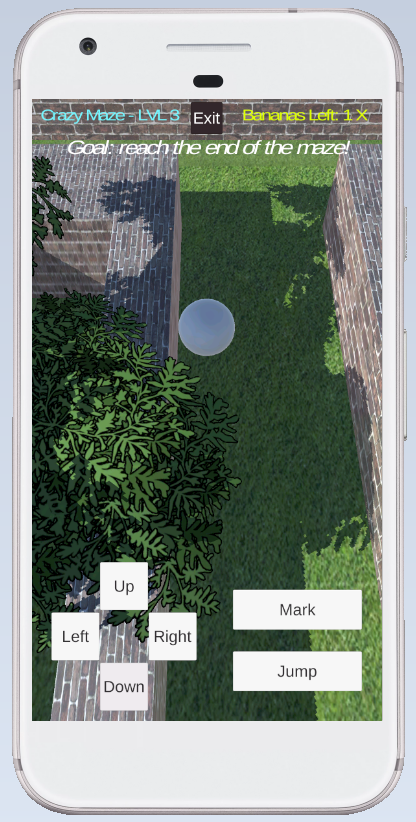 Crazy Maze - LVL 3 Exit Bananas Left: 1 X
Goal: reach the end of the maze!
Up
Left Right
Down
Mark
Jump